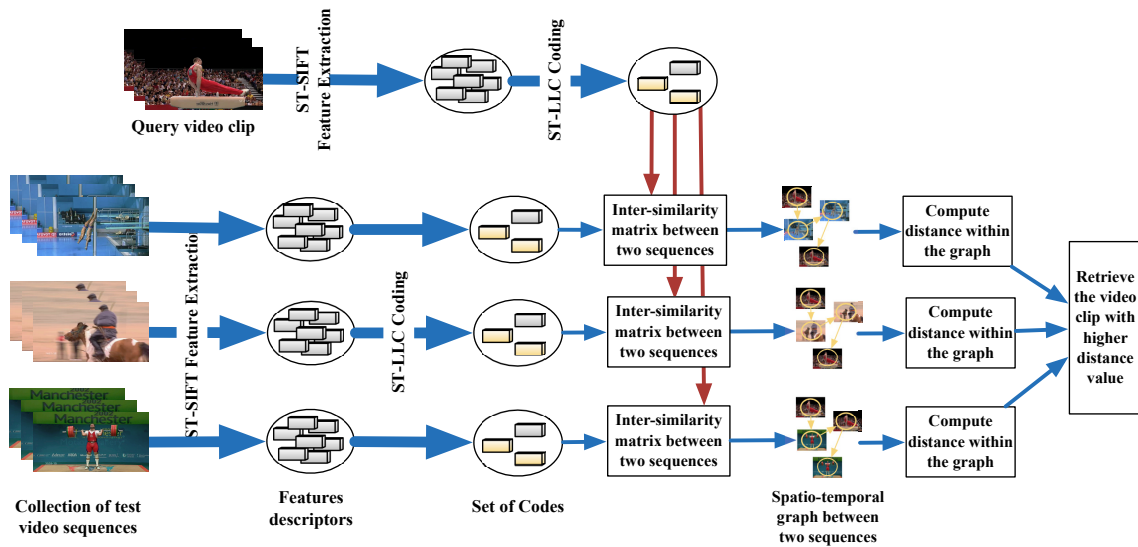 ST-SIFT
Feature Extraction
ST-LLC Coding
Query video clip
ST-SIFT Feature Extraction
ST-LLC Coding
Inter-similarity
matrix between
two sequences
Compute
distance within
the graph
Inter-similarity
matrix between
two sequences
Compute
distance within
the graph
Retrieve
the video
clip with
higher
distance
value
Manchester
2002
Manchester
2002
Manchester
Inter-similarity
matrix between
two sequences
Compute
distance within
the graph
Collection of test
video sequences
Features
descriptors
Set of Codes
Spatio-temporal
graph between
two sequences